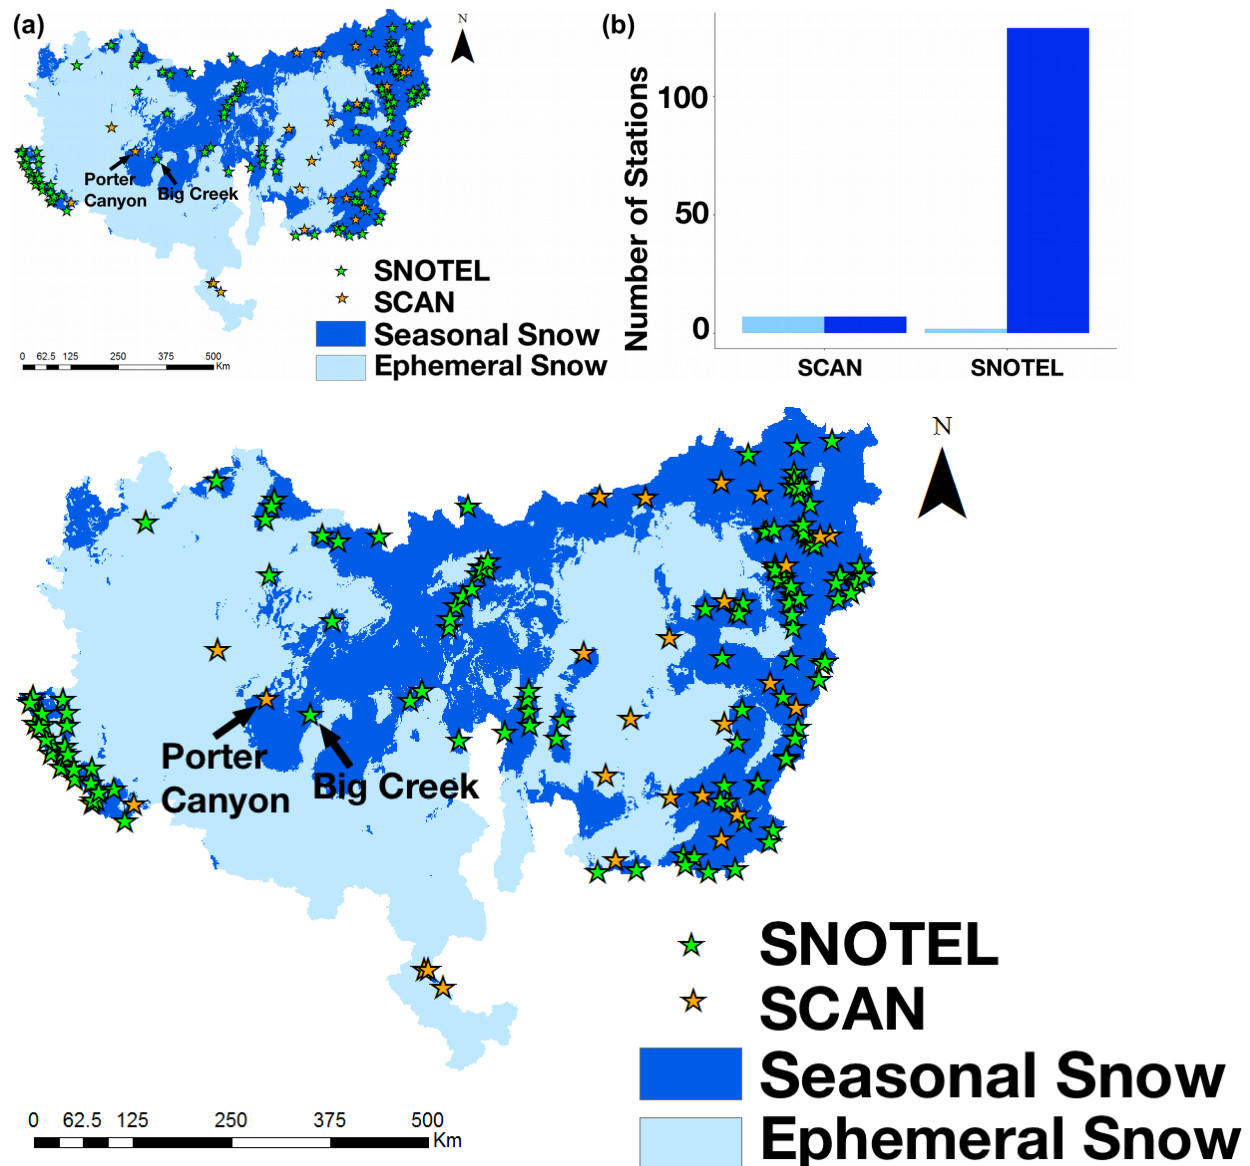 (a)
N
Porter
Canyon
Big Creek
SNOTEL
SCAN
Seasonal Snow
Ephemeral Snow
0 62.5 125 250 375 500
Km
(b)
Number of Stations
100
50
0
SCAN SNOTEL
N
Porter
Canyon
Big Creek
SNOTEL
SCAN
Seasonal Snow
Ephemeral Snow
0 62.5 125 250 375 500
Km